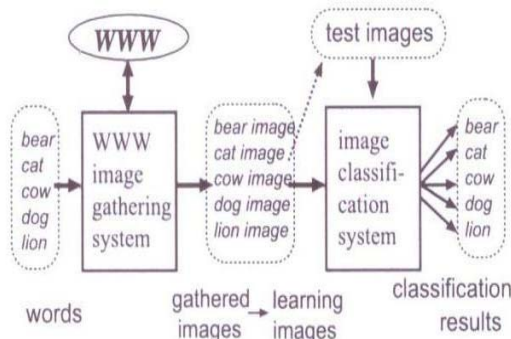 WWW
test images
bear
cat
cow
dog
lion
WWW
image
gathering
system
bear image
cat image
cow image
dog image
lion image
image
classifi-
cation
system
bear
cat
cow
dog
lion
words
gathered
images
learning
images
classification
results